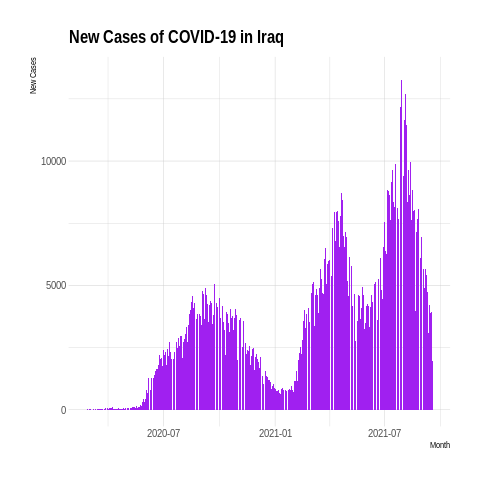 New Cases of COVID-19 in Iraq
New Cases
10000
5000
0
2020-07
2021-01
2021-07
Month